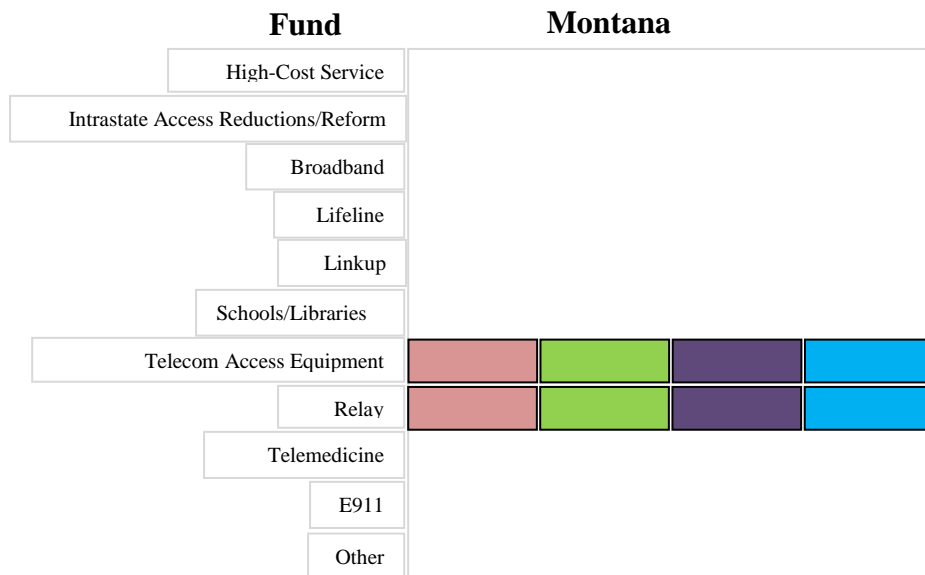 Fund Montana
High-Cost Service
Intrastate Access Reductions/Reform
Broadband
Lifeline
Linkup
Schools/Libraries
Telecom Access Equipment
Relay
Telemedicine
E911
Other